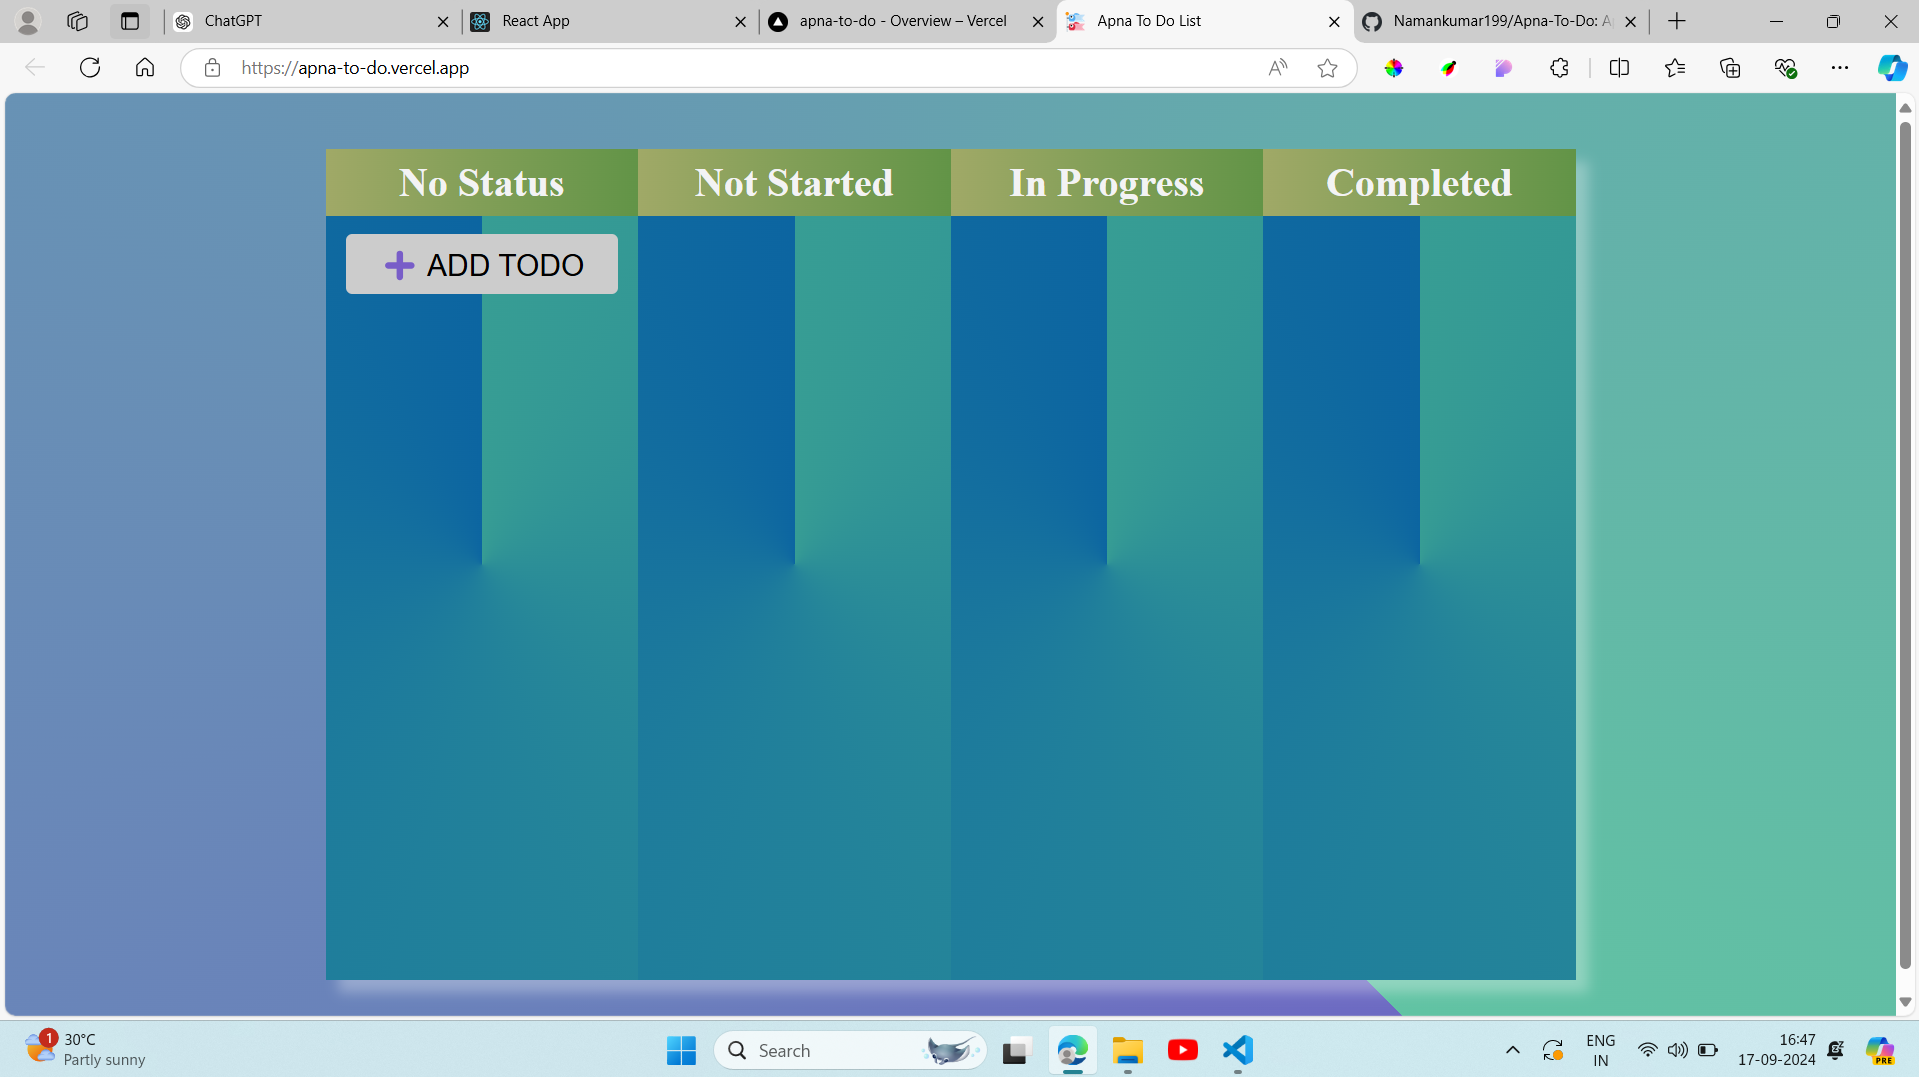 ChatGPT
React App
apna-to-do - Overview – Vercel
Apna To Do List
Namankumar199/Apna-To-Do: A
https://apna-to-do.vercel.app
No Status
Not Started
In Progress
Completed
ADD TODO
1
30°C
Partly sunny
Search
ENG
IN
16:47
17-09-2024
PRE